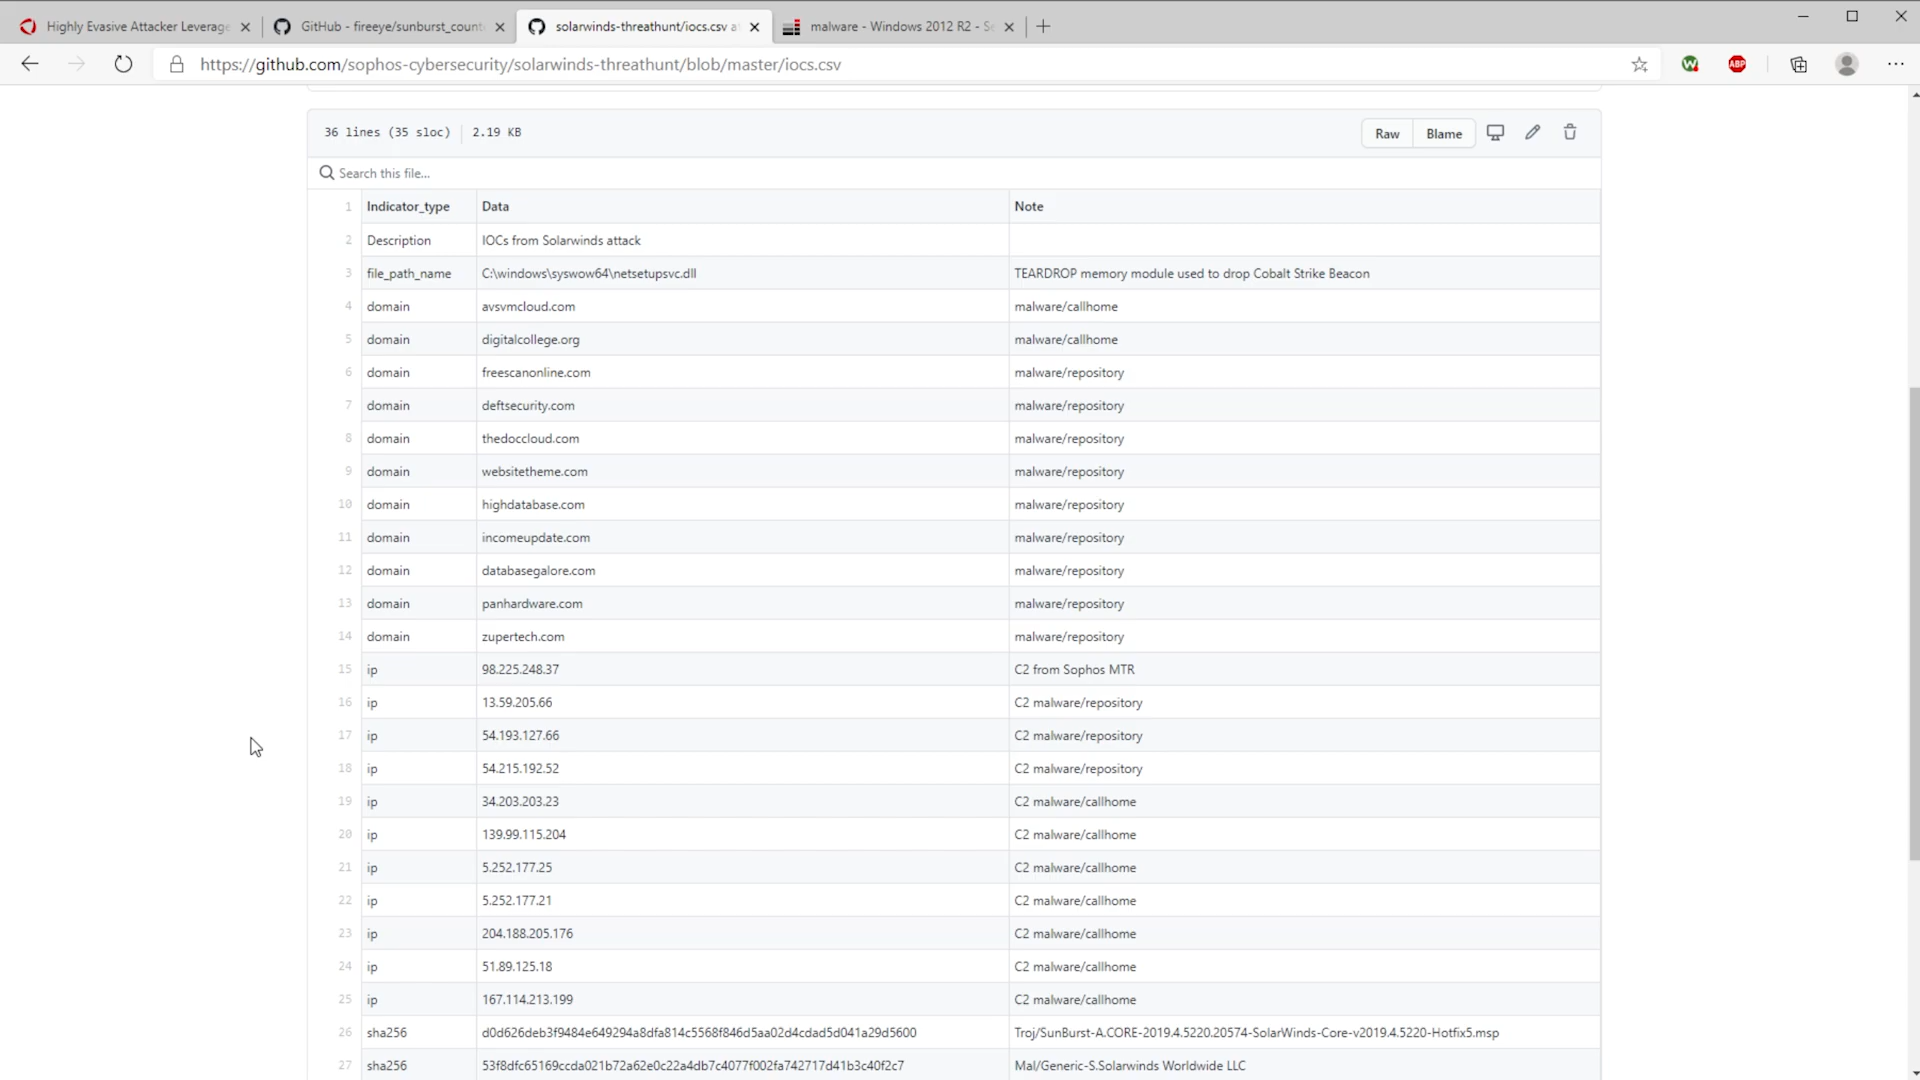 Highly Evasive Attacker Leverage
GitHub - fireeye/sunburst_count
solarwinds-threathunt/iocs.csv a
malware - Windows 2012 R2 - Se
https://github.com/sophos-cybersecurity/solarwinds-threathunt/blob/master/iocs.csv
ABP
36 lines (35 sloc) 2.19 KB
Raw Blame
Search this file...
1 Indicator_type Data Note
2 Description IOCs from Solarwinds attack
3 file_path_name C:\windows\syswow64\netsetupsvc.dll TEARDROP memory module used to drop Cobalt Strike Beacon
4 domain avsvmcloud.com malware/callhome
5 domain digitalcollege.org malware/callhome
6 domain freescanonline.com malware/repository
7 domain deftsecurity.com malware/repository
8 domain thedoccloud.com malware/repository
9 domain websitetheme.com malware/repository
10 domain highdatabase.com malware/repository
11 domain incomeupdate.com malware/repository
12 domain databasegalore.com malware/repository
13 domain panhardware.com malware/repository
14 domain zupertech.com malware/repository
15 ip 98.225.248.37 C2 from Sophos MTR
16 ip 13.59.205.66 C2 malware/repository
17 ip 54.193.127.66 C2 malware/repository
18 ip 54.215.192.52 C2 malware/repository
19 ip 34.203.203.23 C2 malware/callhome
20 ip 139.99.115.204 C2 malware/callhome
21 ip 5.252.177.25 C2 malware/callhome
22 ip 5.252.177.21 C2 malware/callhome
23 ip 204.188.205.176 C2 malware/callhome
24 ip 51.89.125.18 C2 malware/callhome
25 ip 167.114.213.199 C2 malware/callhome
26 sha256 d0d626deb3f9484e649294a8dfa814c5568f846d5aa02d4cdad5d041a29d5600 Troj/SunBurst-A.CORE-2019.4.5220.20574-SolarWinds-Core-v2019.4.5220-Hotfix5.msp
27 sha256 53f8dfc65169ccda021b72a62e0c22a4db7c4077f002fa742717d41b3c40f2c7 Mal/Generic-S.Solarwinds Worldwide LLC